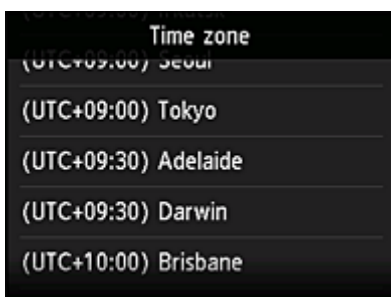 Time zone
(UTC+09:00) Seoul
(UTC+09:00) Tokyo
(UTC+09:30) Adelaide
(UTC+09:30) Darwin
(UTC+10:00) Brisbane